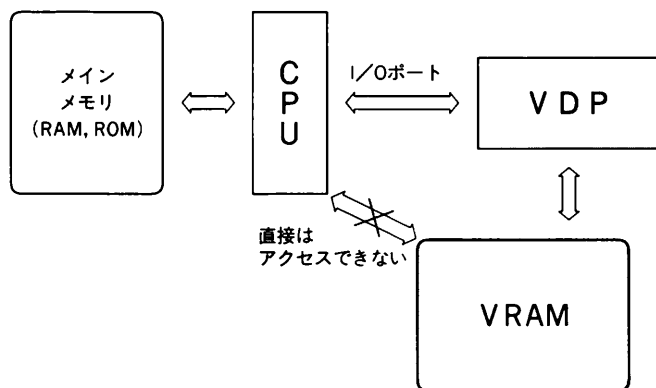 メイン
メモリ
(RAM, ROM)
CPU
I/Oポート
VDP
直接は
アクセスできない
VRAM